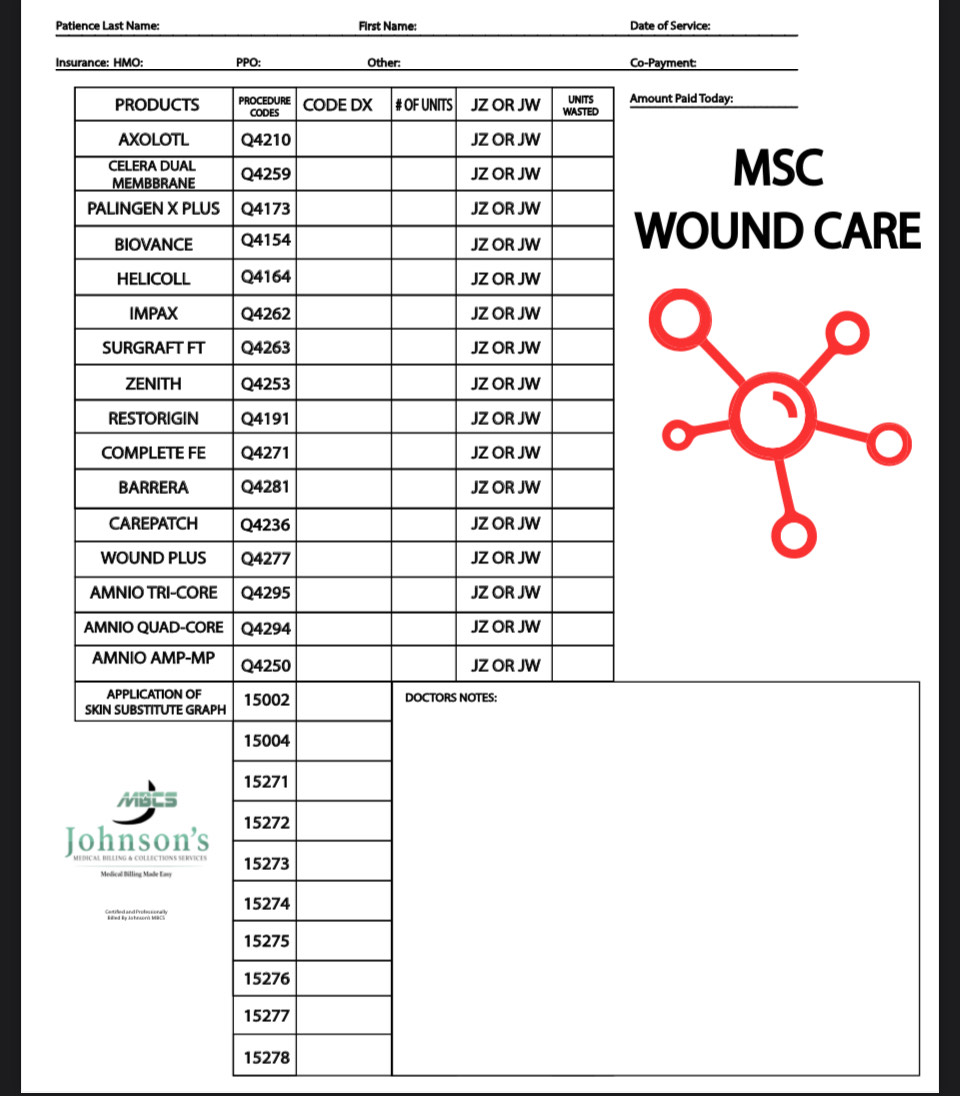 Patience Last Name: First Name: Date of Service:
Insurance: HMO: PPO: Other: Co-Payment:
Amount Paid Today:
PRODUCTS PROCEDURE CODES CODE DX # OF UNITS JZ OR JW UNITS WASTED
AXOLOTL Q4210 JZ OR JW
CELERA DUAL MEMBBRANE Q4259 JZ OR JW
PALINGEN X PLUS Q4173 JZ OR JW
BIOVANCE Q4154 JZ OR JW
HELICOLL Q4164 JZ OR JW
IMPAX Q4262 JZ OR JW
SURGRAFT FT Q4263 JZ OR JW
ZENITH Q4253 JZ OR JW
RESTORIGIN Q4191 JZ OR JW
COMPLETE FE Q4271 JZ OR JW
BARRERA Q4281 JZ OR JW
CAREPATCH Q4236 JZ OR JW
WOUND PLUS Q4277 JZ OR JW
AMNIO TRI-CORE Q4295 JZ OR JW
AMNIO QUAD-CORE Q4294 JZ OR JW
AMNIO AMP-MP Q4250 JZ OR JW
MSC
WOUND CARE
APPLICATION OF
SKIN SUBSTITUTE GRAPH 15002
15004
15271
15272
15273
15274
15275
15276
15277
15278
DOCTORS NOTES:
MBCS
Johnson's
MEDICAL BILLING & COLLECTIONS SERVICES
Medical Billing Made Easy
Certified and Professionally
Billed By Johnson's MBCS